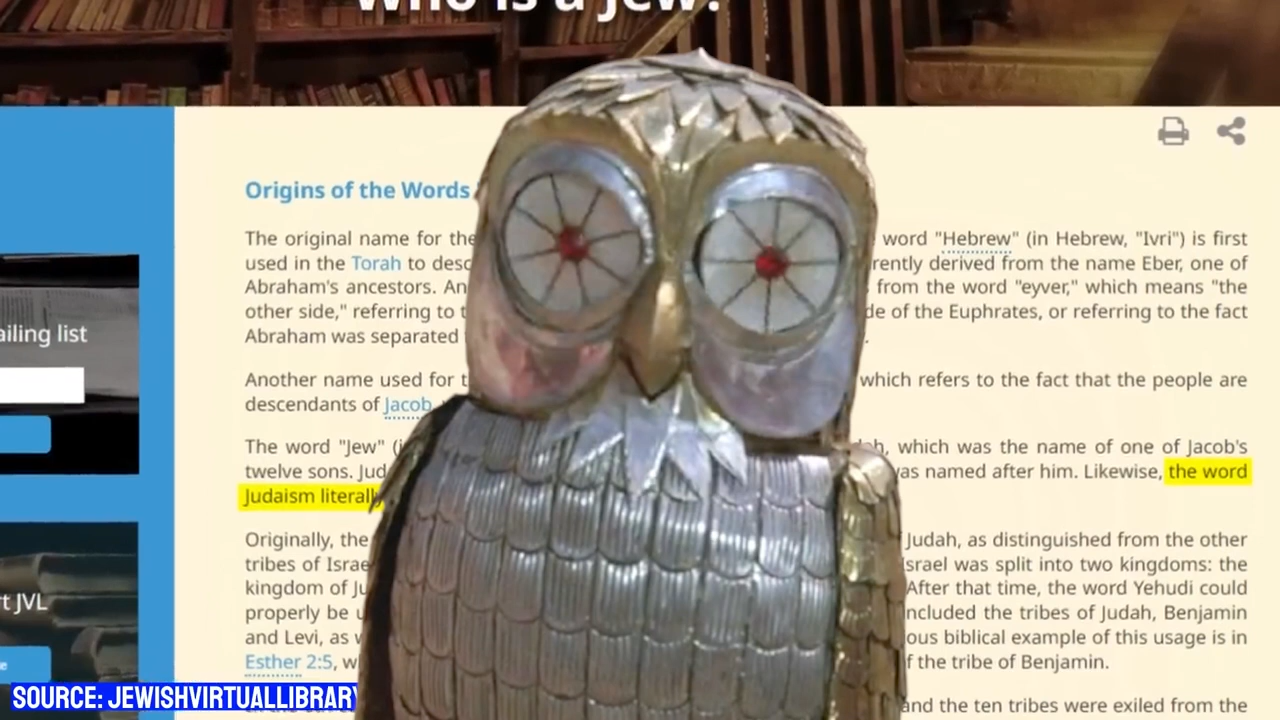 Who is a Jew?
Origins of the Words
The original name for the word "Hebrew" (in Hebrew, "Ivri") is first
used in the Torah to desc rently derived from the name Eber, one of
Abraham's ancestors. An from the word "eyver," which means "the
other side," referring to t de of the Euphrates, or referring to the fact
Abraham was separated
Another name used for t which refers to the fact that the people are
descendants of Jacob
The word "Jew" (i ah, which was the name of one of Jacob's
twelve sons. Jud as named after him. Likewise, the word
Judaism literally
Originally, the Judah, as distinguished from the other
tribes of Israe srael was split into two kingdoms: the
kingdom of Ju After that time, the word Yehudi could
properly be u ncluded the tribes of Judah, Benjamin
and Levi, as w ous biblical example of this usage is in
Esther 2:5, w f the tribe of Benjamin.
and the ten tribes were exiled from the
ailing list
rt JVL
SOURCE: JEWISHVIRTUALLIBRARY